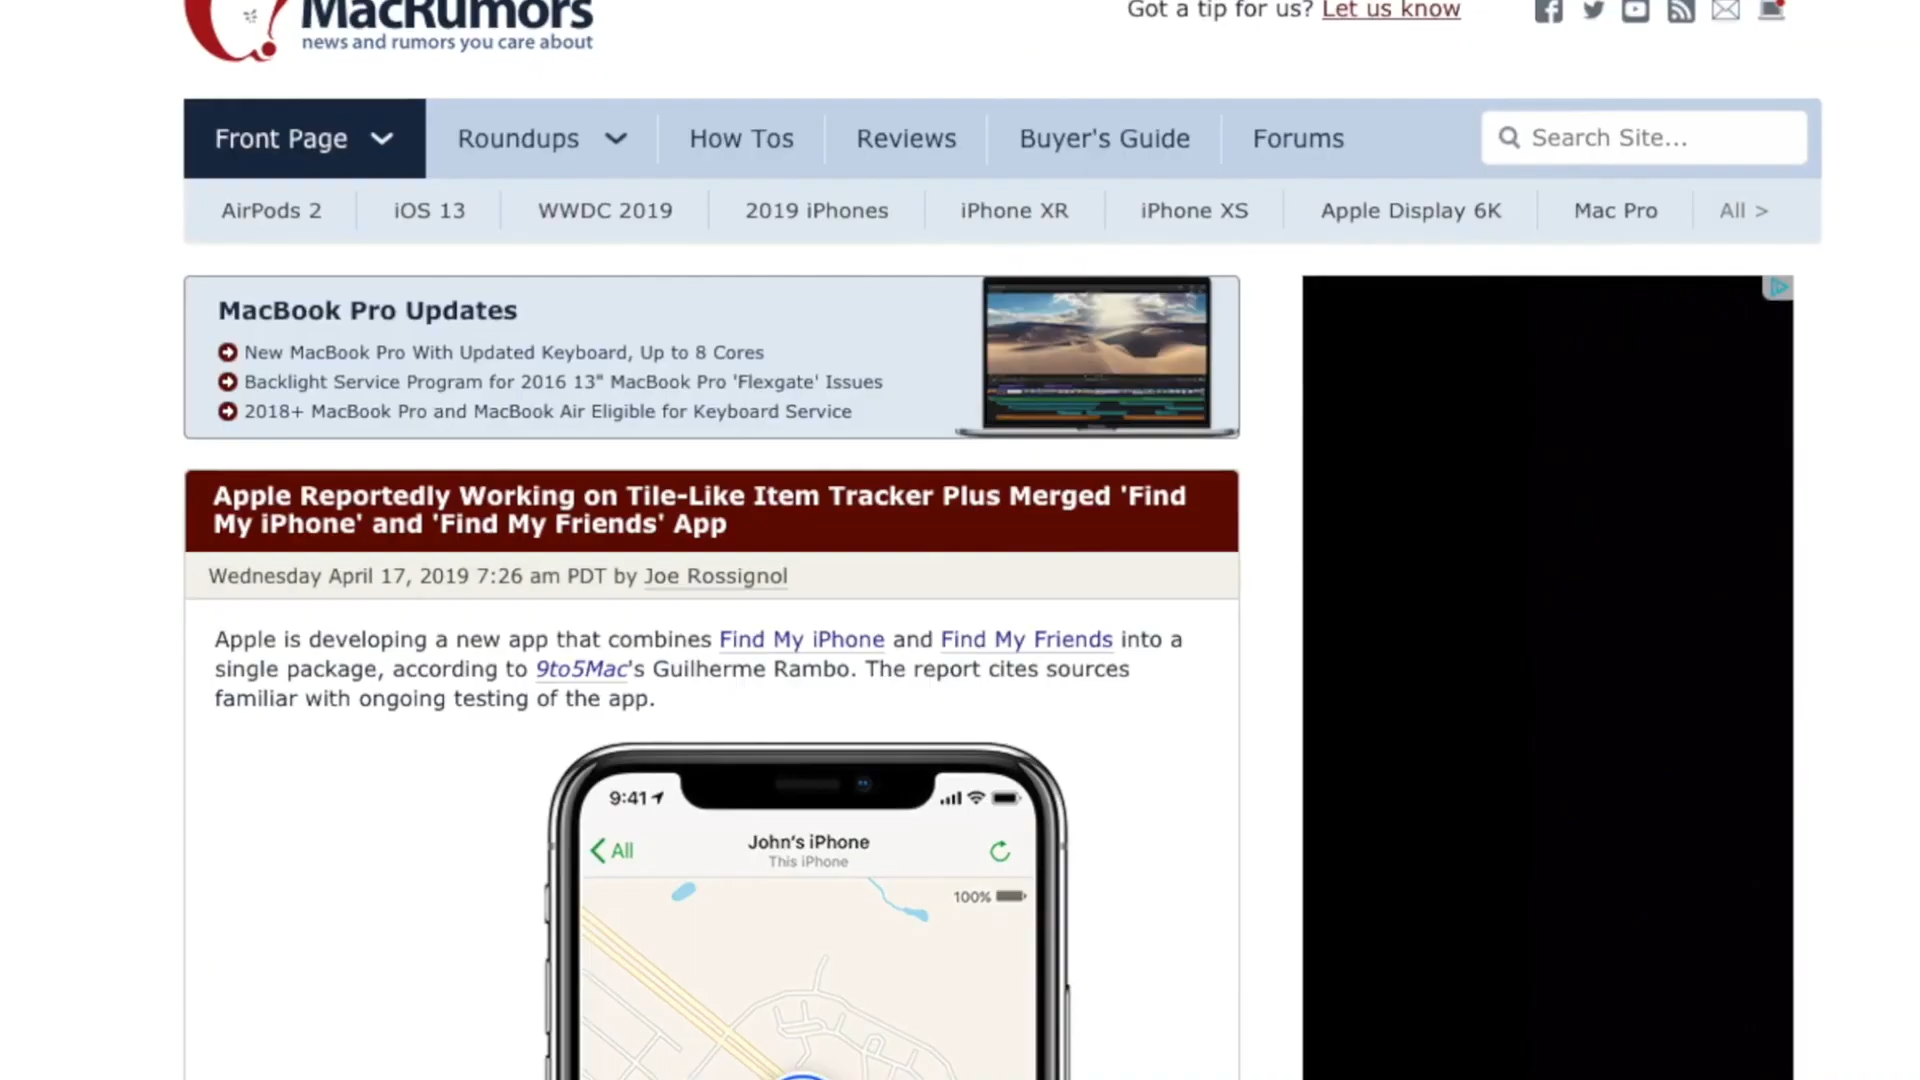 MacRumors
news and rumors you care about
Got a tip for us? Let us know
Front Page
Roundups
How Tos
Reviews
Buyer's Guide
Forums
Search Site...
AirPods 2
iOS 13
WWDC 2019
2019 iPhones
iPhone XR
iPhone XS
Apple Display 6K
Mac Pro
All >
MacBook Pro Updates
New MacBook Pro With Updated Keyboard, Up to 8 Cores
Backlight Service Program for 2016 13" MacBook Pro 'Flexgate' Issues
2018+ MacBook Pro and MacBook Air Eligible for Keyboard Service
Apple Reportedly Working on Tile-Like Item Tracker Plus Merged 'Find
My iPhone' and 'Find My Friends' App
Wednesday April 17, 2019 7:26 am PDT by Joe Rossignol
Apple is developing a new app that combines Find My iPhone and Find My Friends into a
single package, according to 9to5Mac's Guilherme Rambo. The report cites sources
familiar with ongoing testing of the app.
9:41
All
John's iPhone
This iPhone
100%